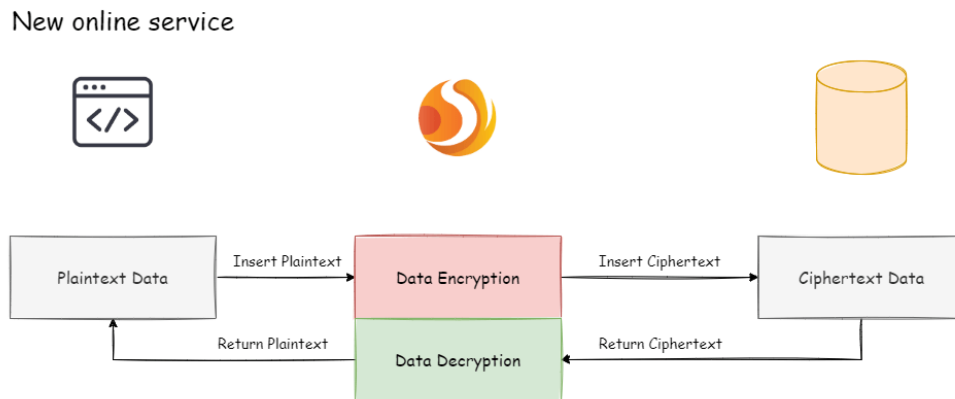 New online service
Plaintext Data
Insert Plaintext
Data Encryption
Insert Ciphertext
Ciphertext Data
Return Plaintext
Data Decryption
Return Ciphertext